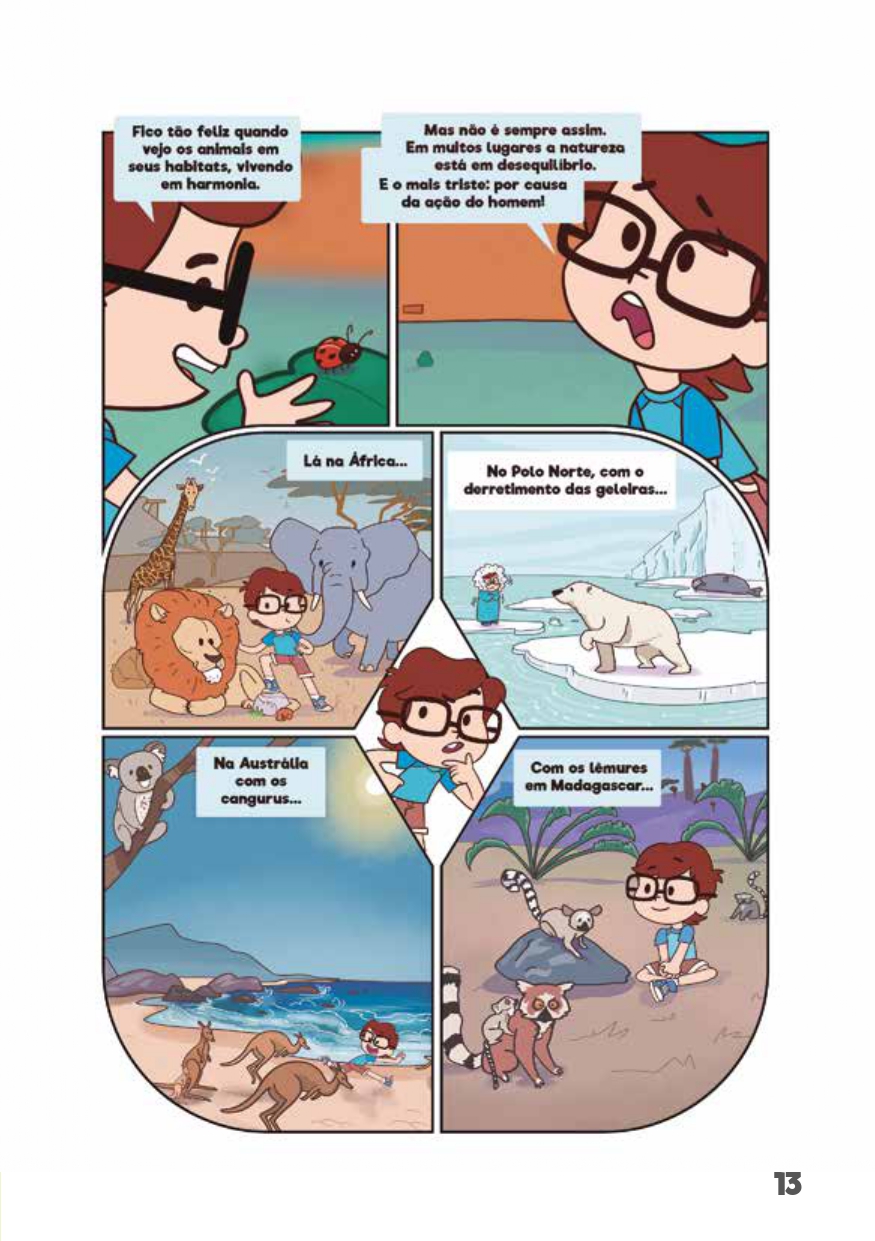 Fico tão feliz quando
vejo os animais em
seus habitats, vivendo
em harmonia.
Mas não é sempre assim.
Em muitos lugares a natureza
está em desequilíbrio.
E o mais triste: por causa
da ação do homem!
Lá na África...
No Polo Norte, com o
derretimento das geleiras...
Na Austrália
com os
cangurus...
Com os lêmures
em Madagascar...
13